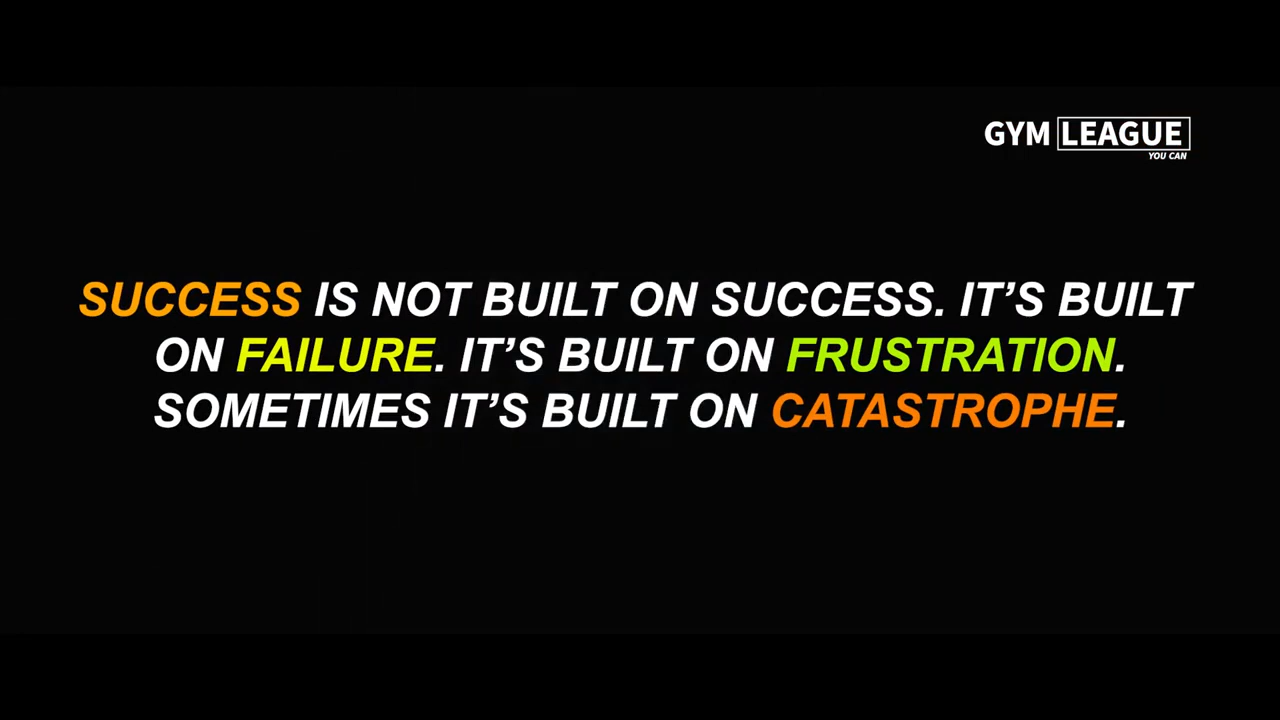 GYM LEAGUE
YOU CAN
SUCCESS IS NOT BUILT ON SUCCESS. IT’S BUILT
ON FAILURE. IT’S BUILT ON FRUSTRATION.
SOMETIMES IT’S BUILT ON CATASTROPHE.